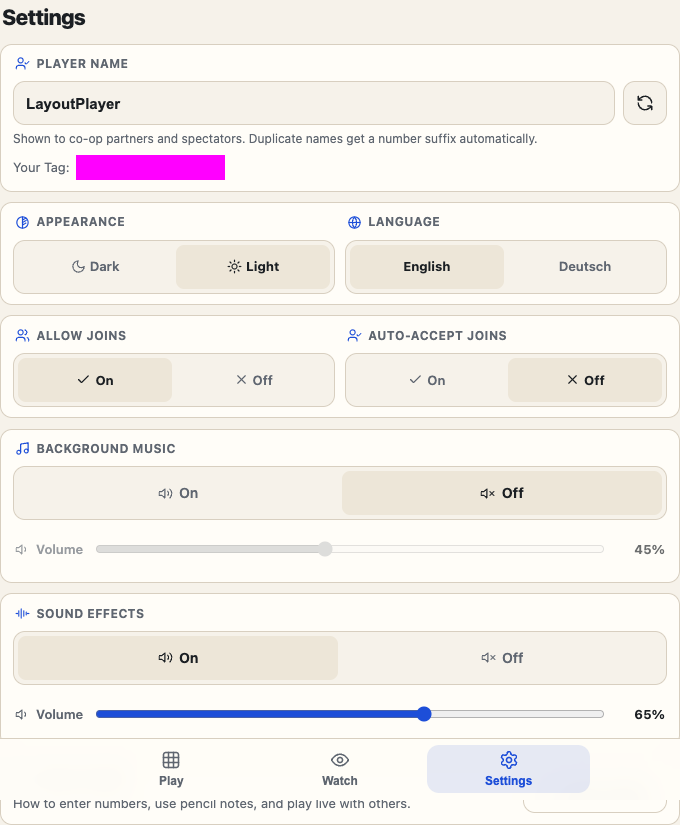 Settings
PLAYER NAME
LayoutPlayer
Shown to co-op partners and spectators. Duplicate names get a number suffix automatically.
Your Tag:
APPEARANCE
Dark
Light
LANGUAGE
English
Deutsch
ALLOW JOINS
On
Off
AUTO-ACCEPT JOINS
On
Off
BACKGROUND MUSIC
On
Off
Volume
45%
SOUND EFFECTS
On
Off
Volume
65%
Play
Watch
Settings
How to enter numbers, use pencil notes, and play live with others.